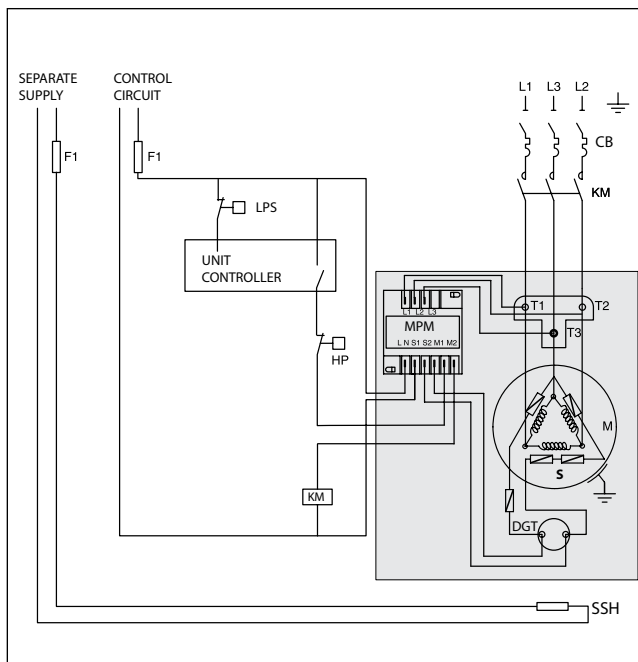 SEPARATE
SUPPLY
CONTROL
CIRCUIT
L1 L3 L2
F1
F1
CB
KM
LPS
UNIT
CONTROLLER
L1 L2 L3
MPM
L N S1 S2 M1 M2
T1
T2
T3
HP
M
S
KM
DGT
SSH